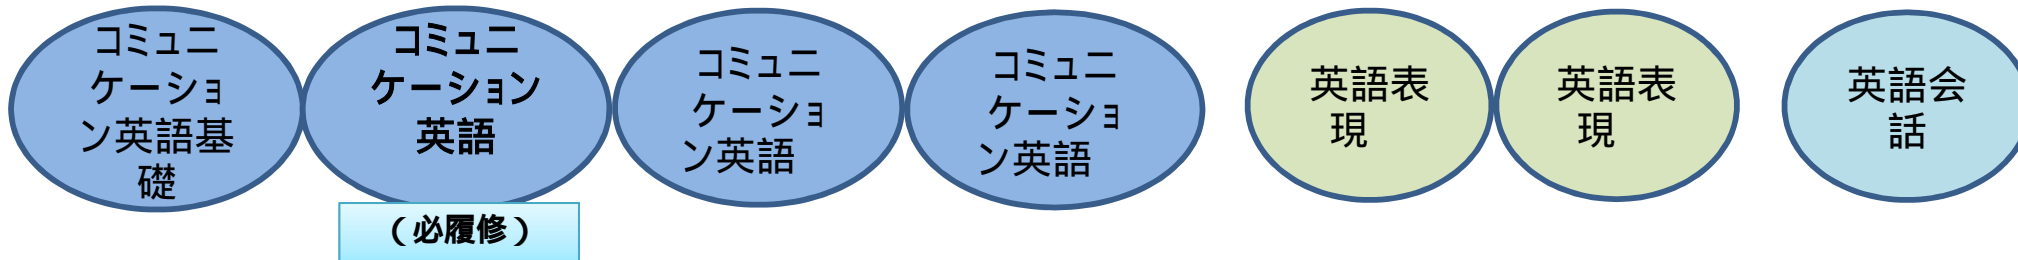 コミュニ
ケーショ
ン英語基
礎
コミュニ
ケーション
英語
（必履修）
コミュニ
ケーショ
ン英語
コミュニ
ケーショ
ン英語
英語表
現
英語表
現
英語会
話